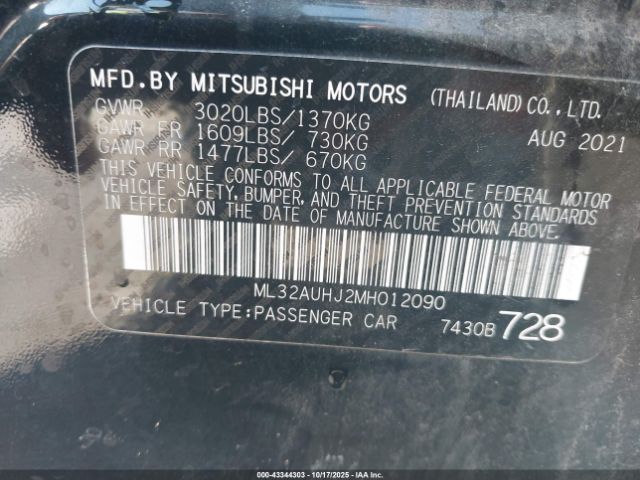 MFD.BY MITSUBISHI MOTORS (THAILAND)CO.,LTD.
GVWR 3020LBS/1370KG
AUG 2021
GAWR FR 1609LBS/ 730KG
GAWR RR 1477LBS/ 670KG
THIS VEHICLE CONFORMS TO ALL APPLICABLE FEDERAL MOTOR
VEHICLE SAFETY, BUMPER, AND THEFT PREVENTION STANDARDS
IN EFFECT ON THE DATE OF MANUFACTURE SHOWN ABOVE.
ML32AUHJ2MH012090
VEHICLE TYPE:PASSENGER CAR 7430B 728
000-43344303 - 10/17/2025 - IAA Inc. Copyright